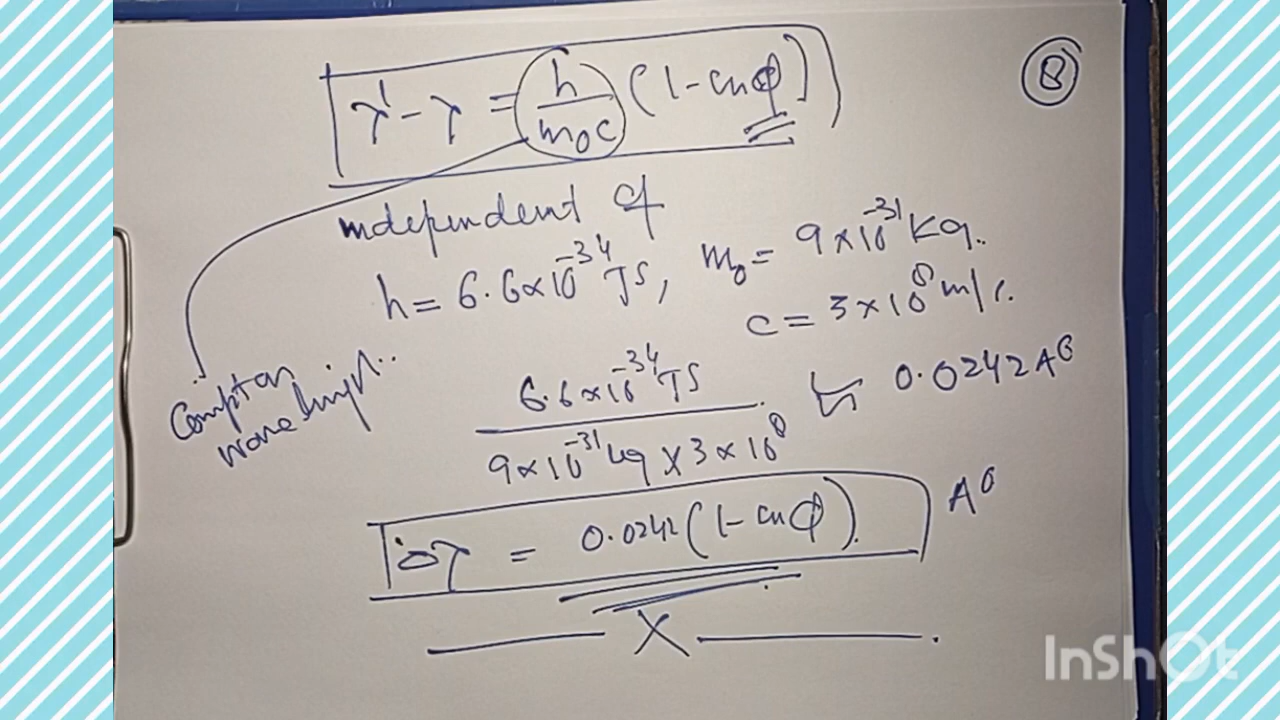 λ' - λ = h/m₀c (1 - cos φ)
8
independent of
h = 6.6 × 10⁻³⁴ JS, m₀ = 9 × 10⁻³¹ Kg.
c = 3 × 10⁸ m/s.
Compton
wavelength..
6.6 × 10⁻³⁴ JS / 9 × 10⁻³¹ kg × 3 × 10⁸
0.0242 A⁰
Δλ = 0.0242 (1 - cos φ). A⁰
X
InShOt